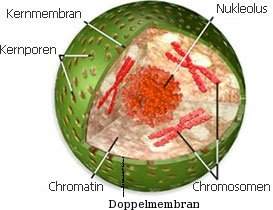 Kernmembran
Nukleolus
Kernporen
Chromatin
Chromosomen
Doppelmembran